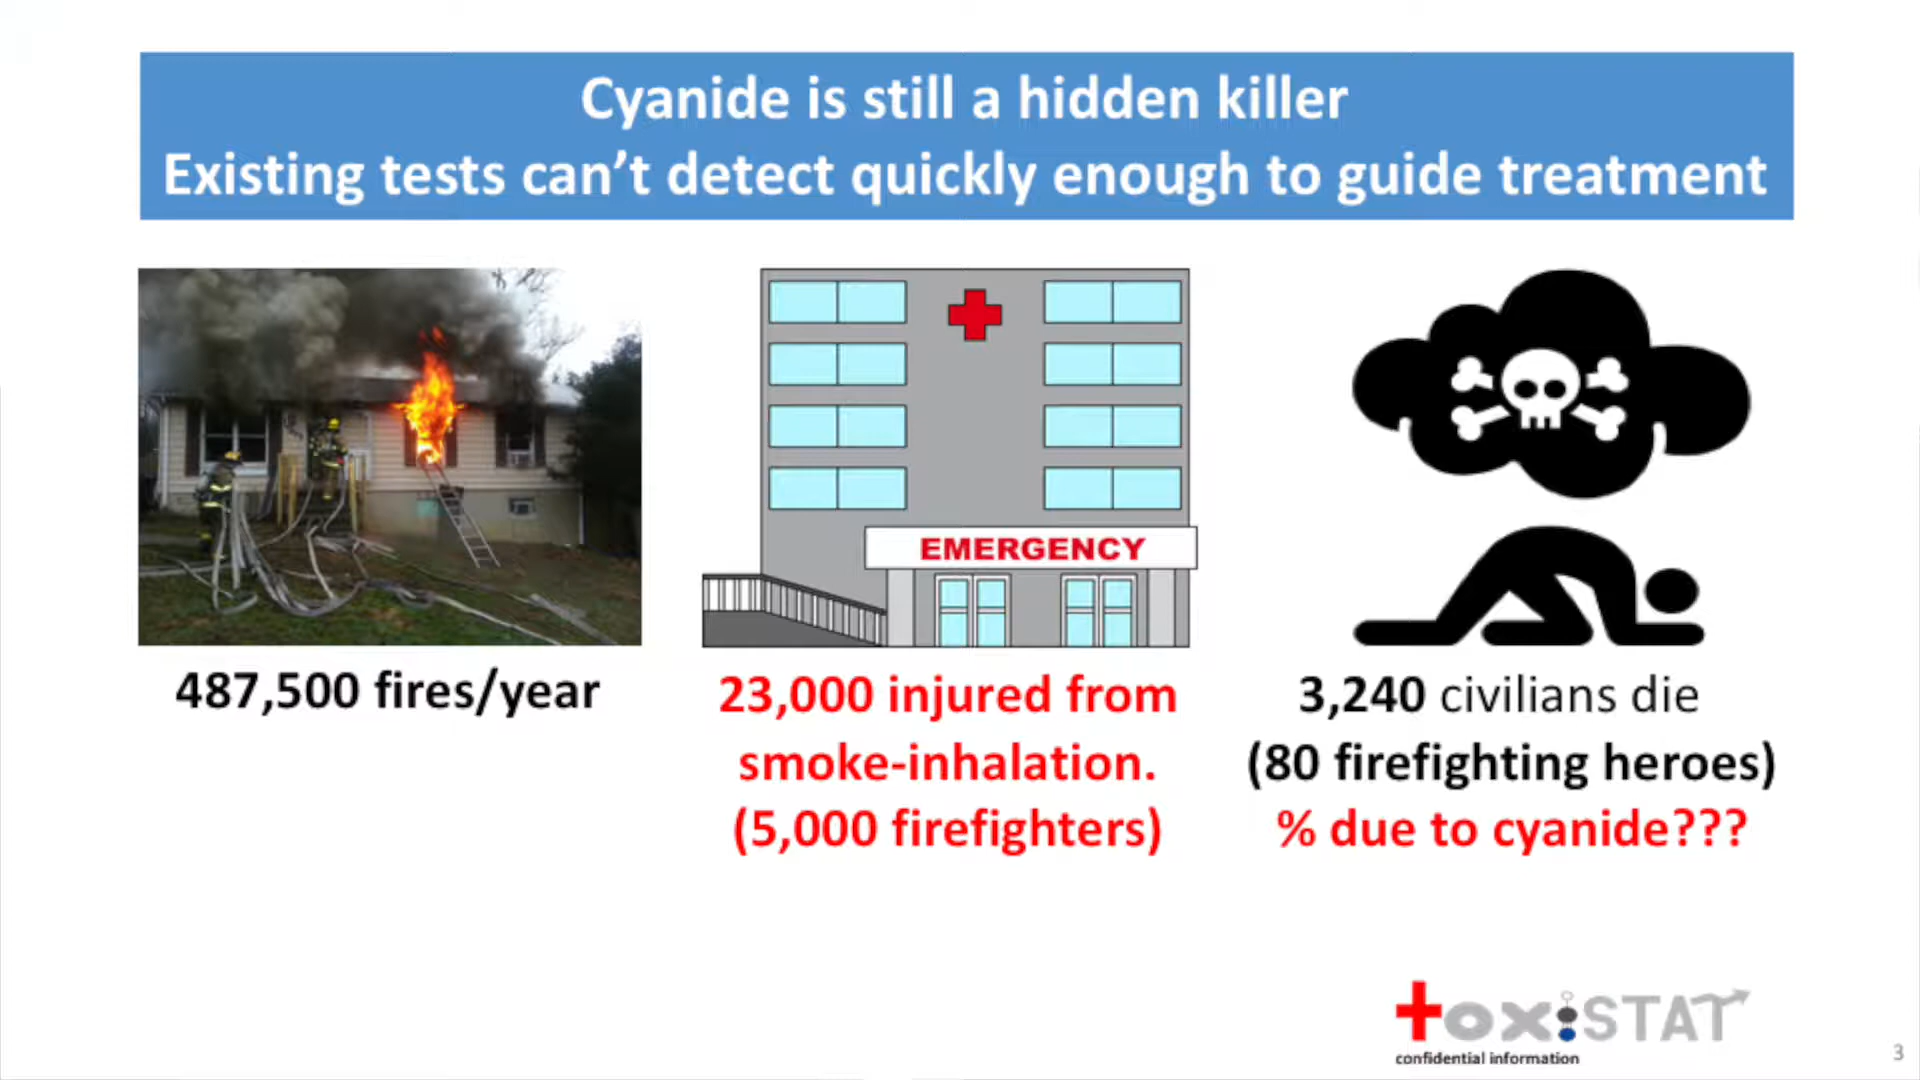 Cyanide is still a hidden killer
Existing tests can't detect quickly enough to guide treatment
EMERGENCY
487,500 fires/year
23,000 injured from
smoke-inhalation.
(5,000 firefighters)
3,240 civilians die
(80 firefighting heroes)
% due to cyanide???
toxiSTAT
confidential information
3